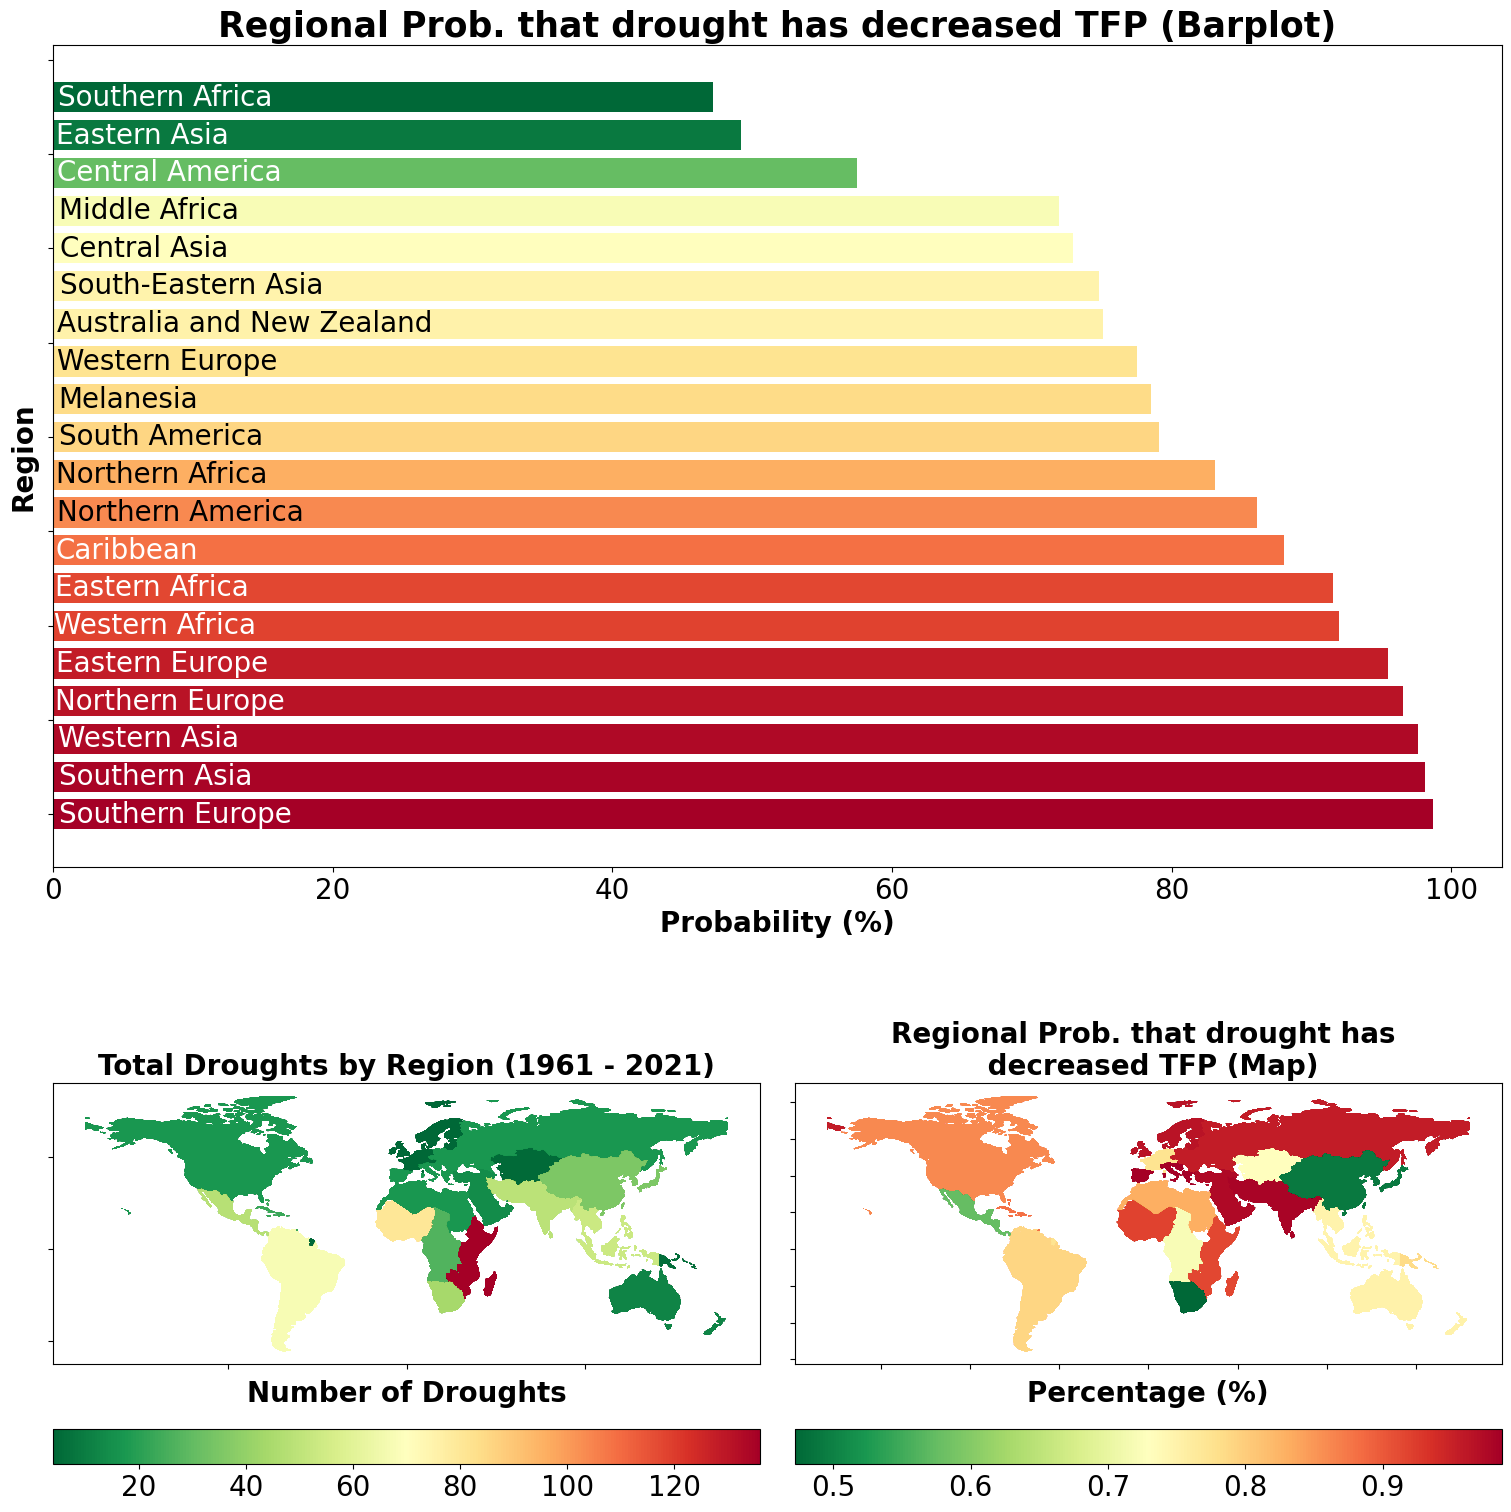 Regional Prob. that drought has decreased TFP (Barplot)
Region
Southern Africa
Eastern Asia
Central America
Middle Africa
Central Asia
South-Eastern Asia
Australia and New Zealand
Western Europe
Melanesia
South America
Northern Africa
Northern America
Caribbean
Eastern Africa
Western Africa
Eastern Europe
Northern Europe
Western Asia
Southern Asia
Southern Europe
0 20 40 60 80 100
Probability (%)
Total Droughts by Region (1961 - 2021)
Number of Droughts
20 40 60 80 100 120
Regional Prob. that drought has
decreased TFP (Map)
Percentage (%)
0.5 0.6 0.7 0.8 0.9